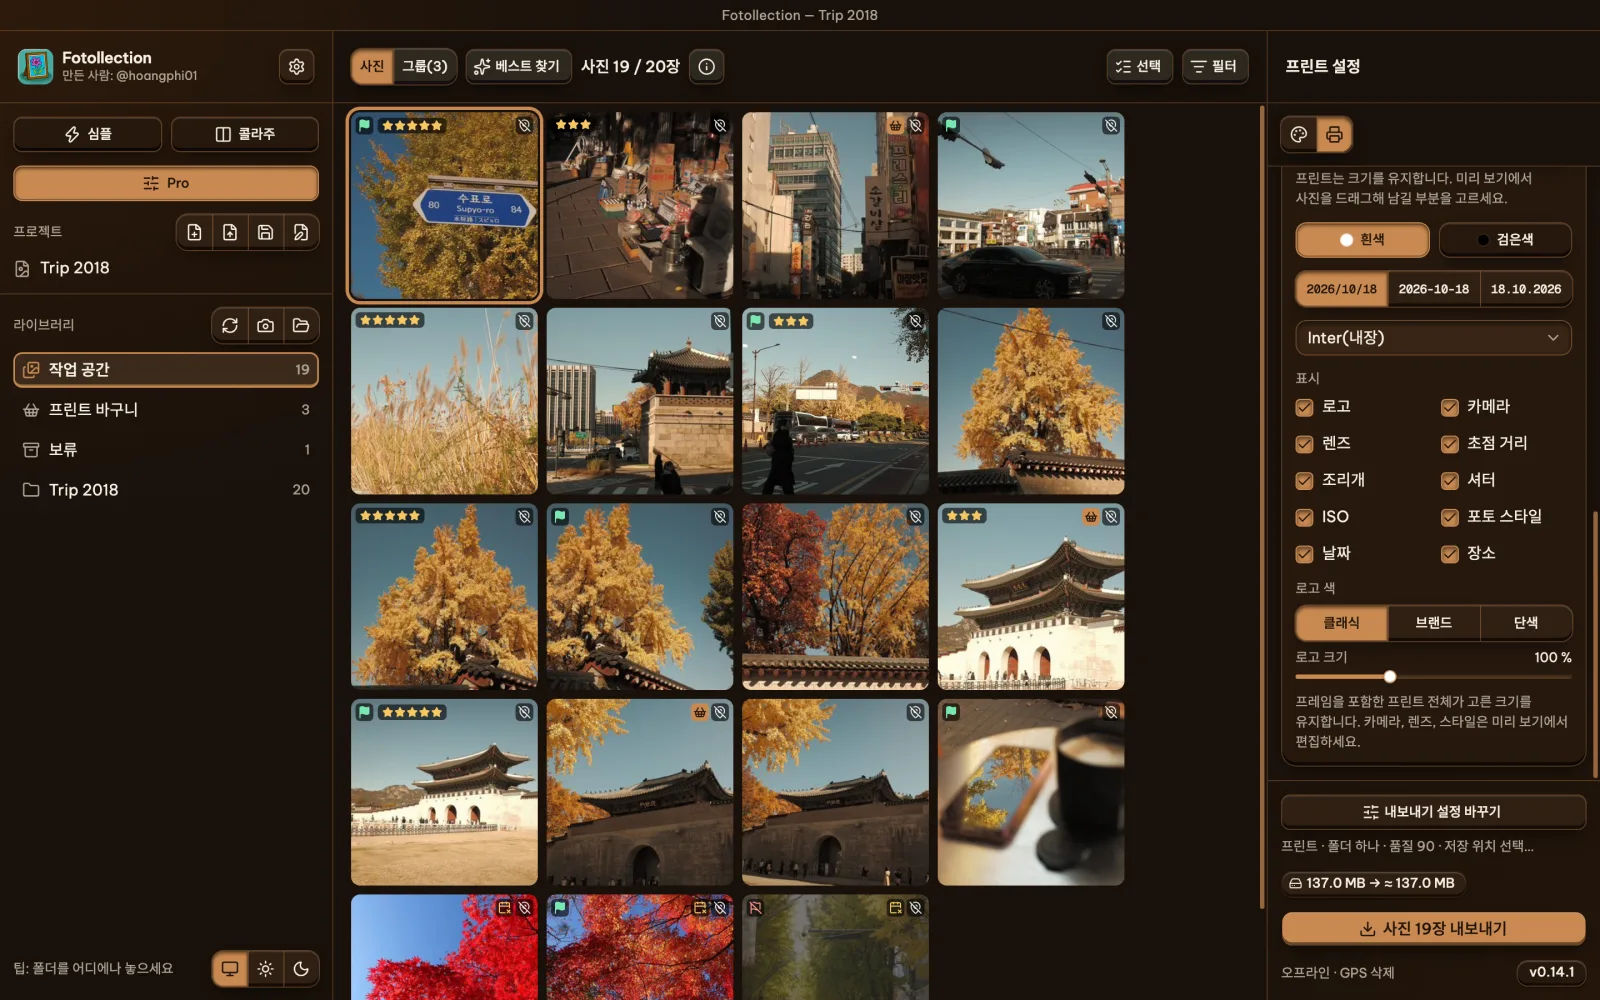 Fotollection — Trip 2018
Fotollection
만든 사람: @hoangphi01
심플
콜라주
Pro
프로젝트
Trip 2018
라이브러리
작업 공간 19
프린트 바구니 3
보류 1
Trip 2018 20
팁: 폴더를 어디에나 놓으세요
사진
그룹(3)
베스트 찾기
사진 19 / 20장
선택
필터
80 수표로 84
Supyo-ro
프린트 설정
프린트는 크기를 유지합니다. 미리 보기에서
사진을 드래그해 남길 부분을 고르세요.
흰색
검은색
2026/10/18
2026-10-18
18.10.2026
Inter(내장)
표시
로고
카메라
렌즈
초점 거리
조리개
셔터
ISO
포토 스타일
날짜
장소
로고 색
클래식
브랜드
단색
로고 크기 100 %
프레임을 포함한 프린트 전체가 고른 크기를
유지합니다. 카메라, 렌즈, 스타일은 미리 보기에서
편집하세요.
내보내기 설정 바꾸기
프린트 · 폴더 하나 · 품질 90 · 저장 위치 선택...
137.0 MB → ≈ 137.0 MB
사진 19장 내보내기
오프라인 · GPS 삭제
v0.14.1